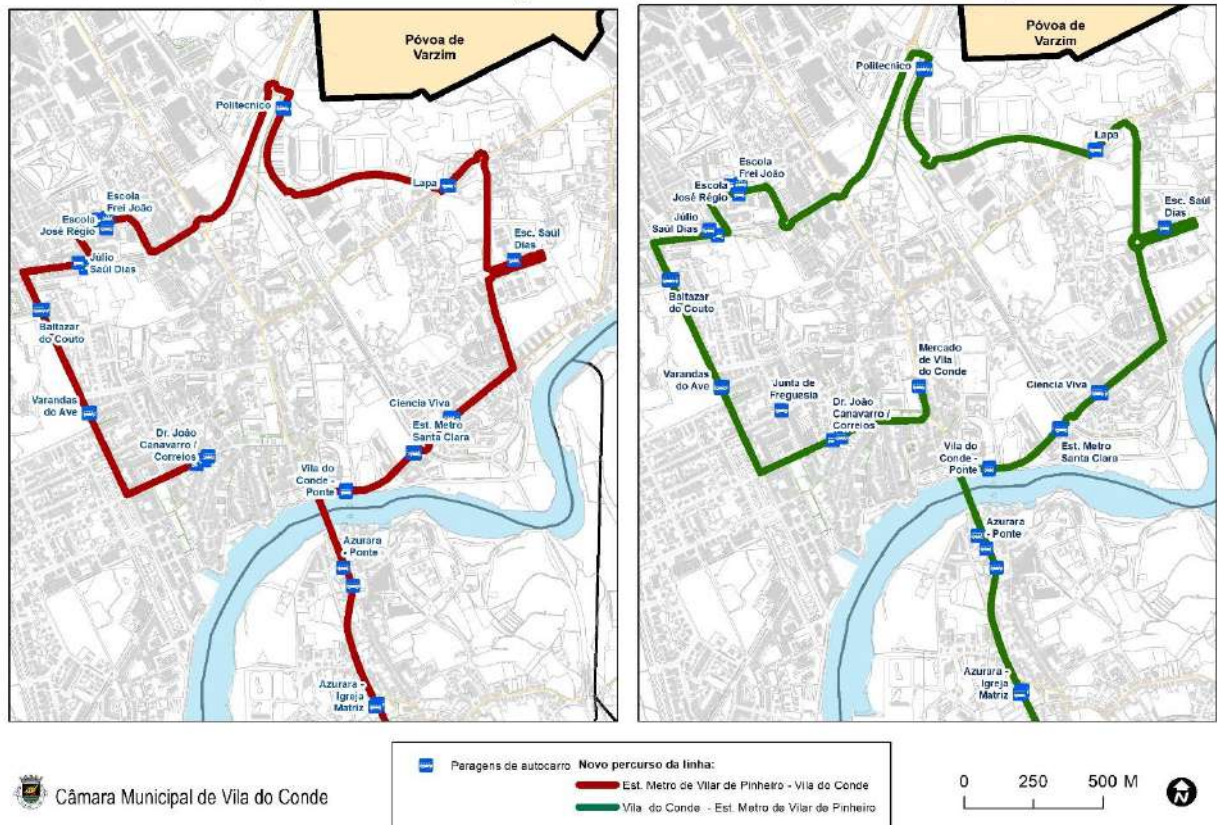 Póvoa de
Varzim
Politecnico
Lapa
Escola
Frei João
Escola
José Régio
Júlio
Saúl Dias
Esc. Saúl
Dias
Baltazar
do Couto
Varandas
do Ave
Dr. João
Canavarro /
Correios
Ciencia Viva
Est. Metro
Santa Clara
Vila do
Conde -
Ponte
Azurara
- Ponte
Azurara -
Igreja
Matriz
Póvoa de
Varzim
Politecnico
Lapa
Escola
Frei João
Escola
José Régio
Júlio
Saúl Dias
Esc. Saúl
Dias
Baltazar
do Couto
Mercado
de Vila
do Conde
Varandas
do Ave
Junta de
Freguesia
Ciencia Viva
Dr. João
Canavarro /
Correios
Est. Metro
Santa Clara
Vila do
Conde -
Ponte
Azurara
- Ponte
Azurara -
Igreja
Matriz
Câmara Municipal de Vila do Conde
Paragens de autocarro
Novo percurso da linha:
Est. Metro de Vilar de Pinheiro - Vila do Conde
Vila do Conde - Est. Metro de Vilar de Pinheiro
0 250 500 M
N